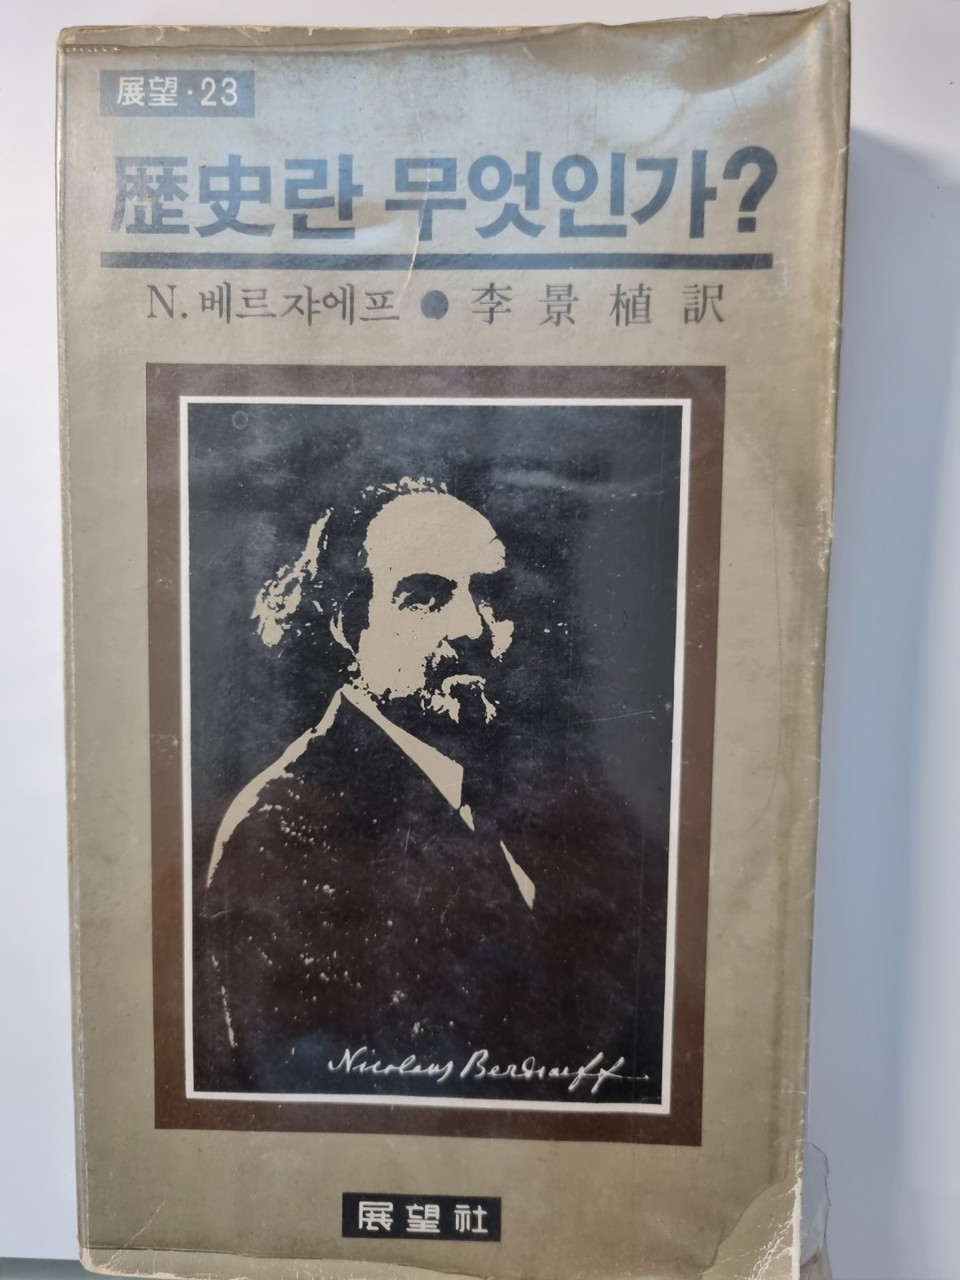 展望·23
歴史란 무엇인가?
N. 베르쟈에프 ● 李景植 訳
Nicolaus Berdiaeff
展望社